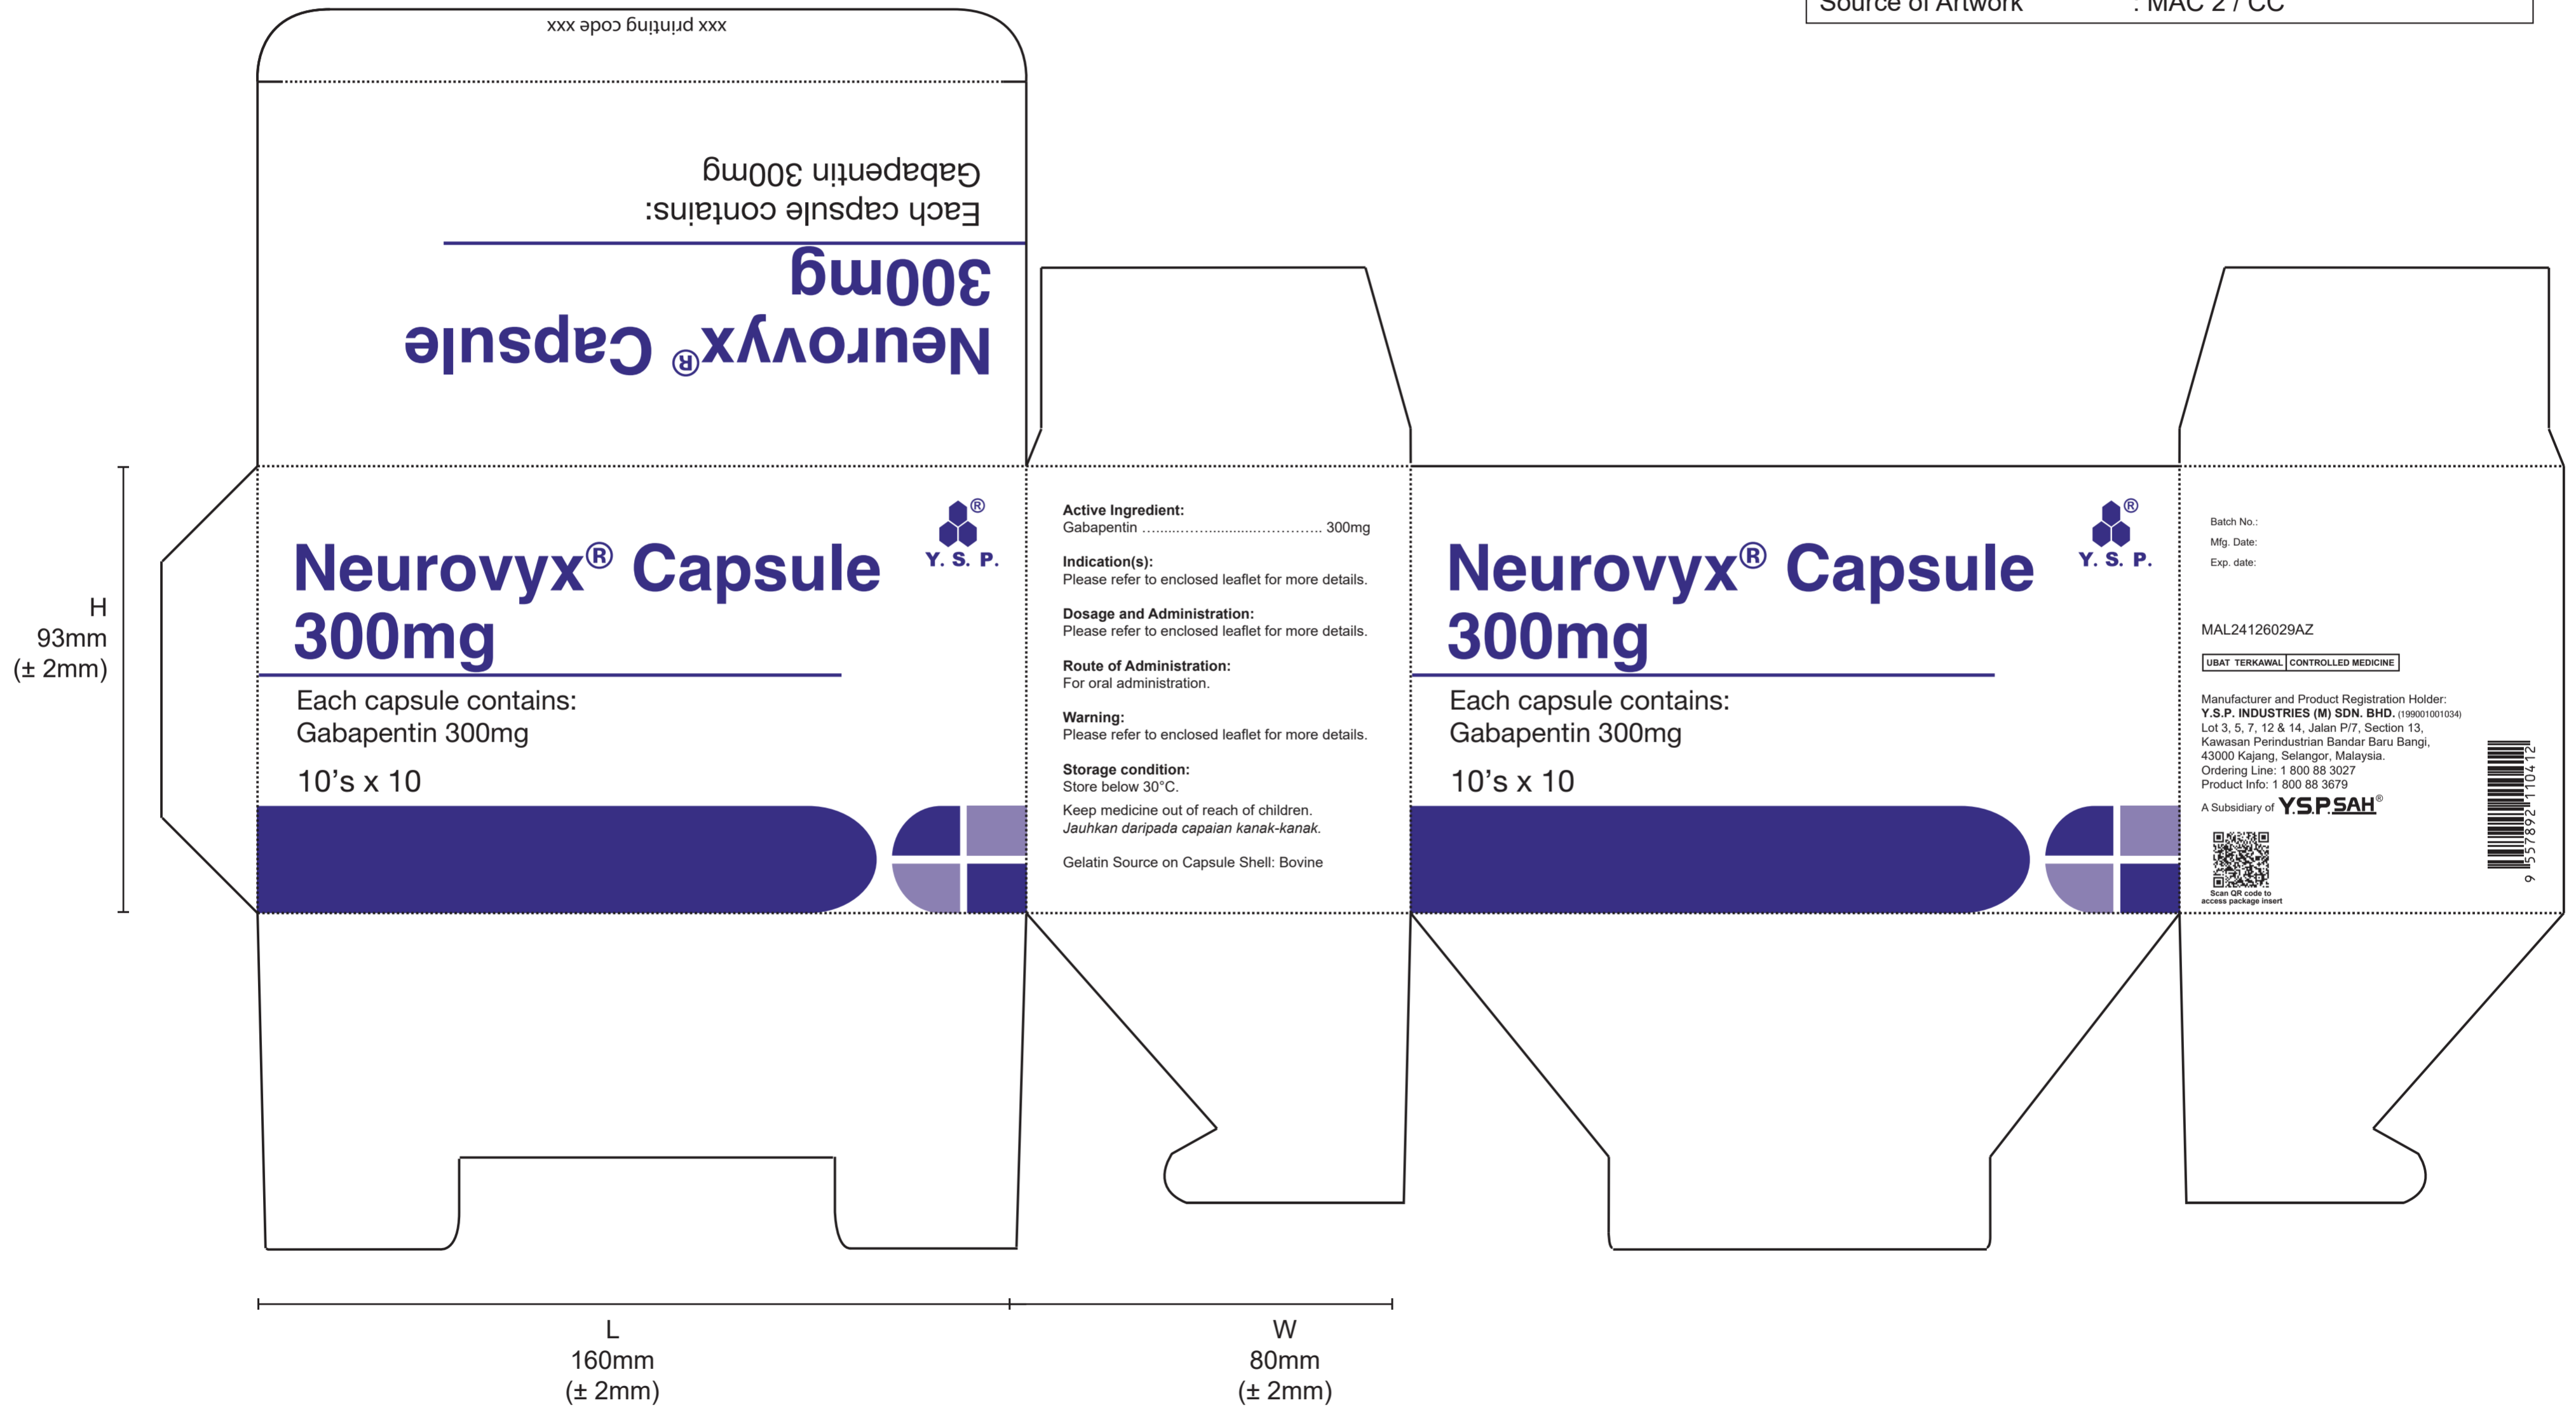 Source of Artwork : MAC 2 / CC
xxx printing code xxx
Neurovyx® Capsule
300mg
Each capsule contains:
Gabapentin 300mg
H
93mm
(± 2mm)
®
Y. S. P.
Neurovyx® Capsule
300mg
Each capsule contains:
Gabapentin 300mg
10’s x 10
Active Ingredient:
Gabapentin ................................................ 300mg
Indication(s):
Please refer to enclosed leaflet for more details.
Dosage and Administration:
Please refer to enclosed leaflet for more details.
Route of Administration:
For oral administration.
Warning:
Please refer to enclosed leaflet for more details.
Storage condition:
Store below 30°C.
Keep medicine out of reach of children.
Jauhkan daripada capaian kanak-kanak.
Gelatin Source on Capsule Shell: Bovine
®
Y. S. P.
Neurovyx® Capsule
300mg
Each capsule contains:
Gabapentin 300mg
10’s x 10
Batch No.:
Mfg. Date:
Exp. date:
MAL24126029AZ
UBAT TERKAWAL CONTROLLED MEDICINE
Manufacturer and Product Registration Holder:
Y.S.P. INDUSTRIES (M) SDN. BHD. (199001001034)
Lot 3, 5, 7, 12 & 14, Jalan P/7, Section 13,
Kawasan Perindustrian Bandar Baru Bangi,
43000 Kajang, Selangor, Malaysia.
Ordering Line: 1 800 88 3027
Product Info: 1 800 88 3679
A Subsidiary of Y.S.P.SAH®
Scan QR code to
access package insert
9 557892 110412
L
160mm
(± 2mm)
W
80mm
(± 2mm)